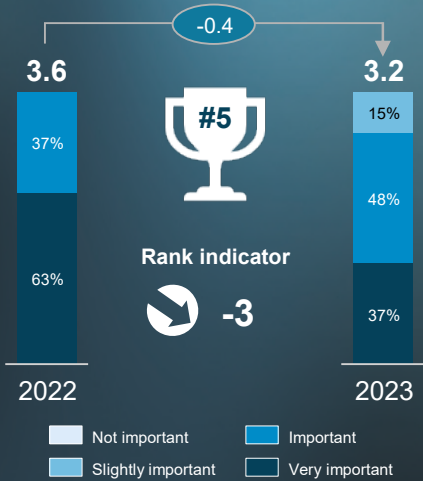 -0.4
3.6
3.2
#5
15%
37%
48%
63%
37%
Rank indicator
-3
2022
2023
Not important
Important
Slightly important
Very important